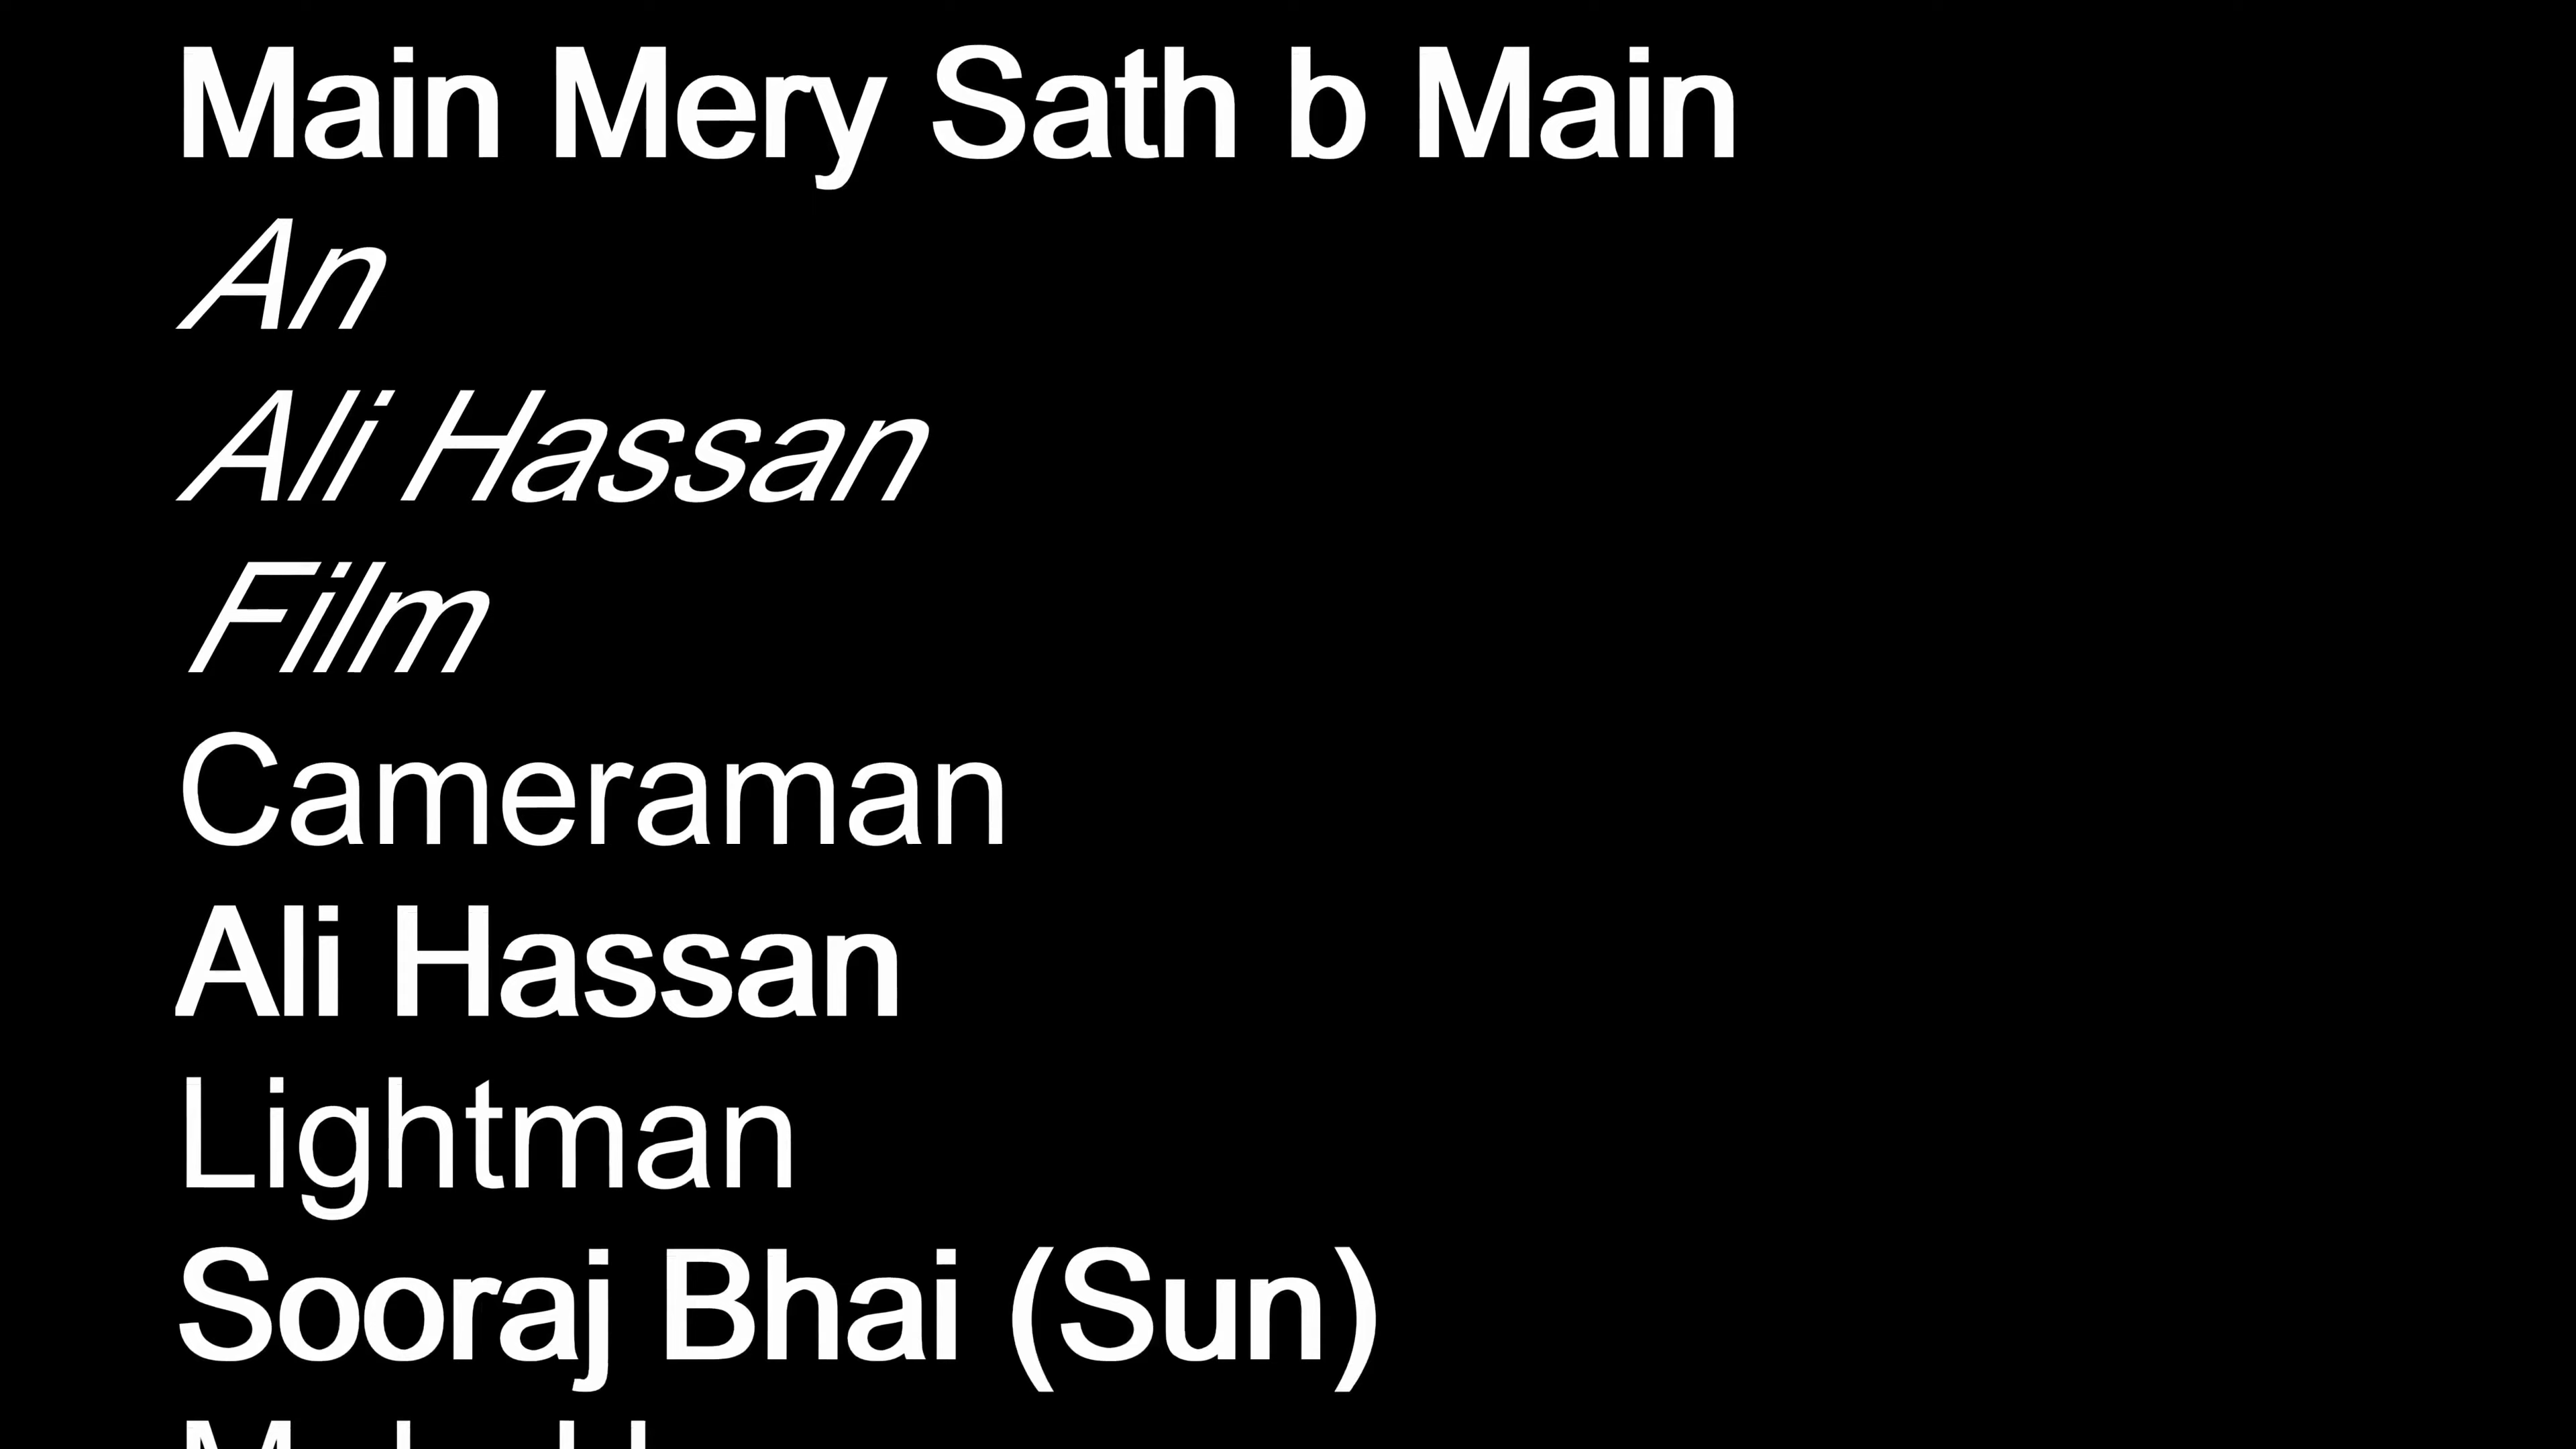 Main Mery Sath b Main
An
Ali Hassan
Film
Cameraman
Ali Hassan
Lightman
Sooraj Bhai (Sun)